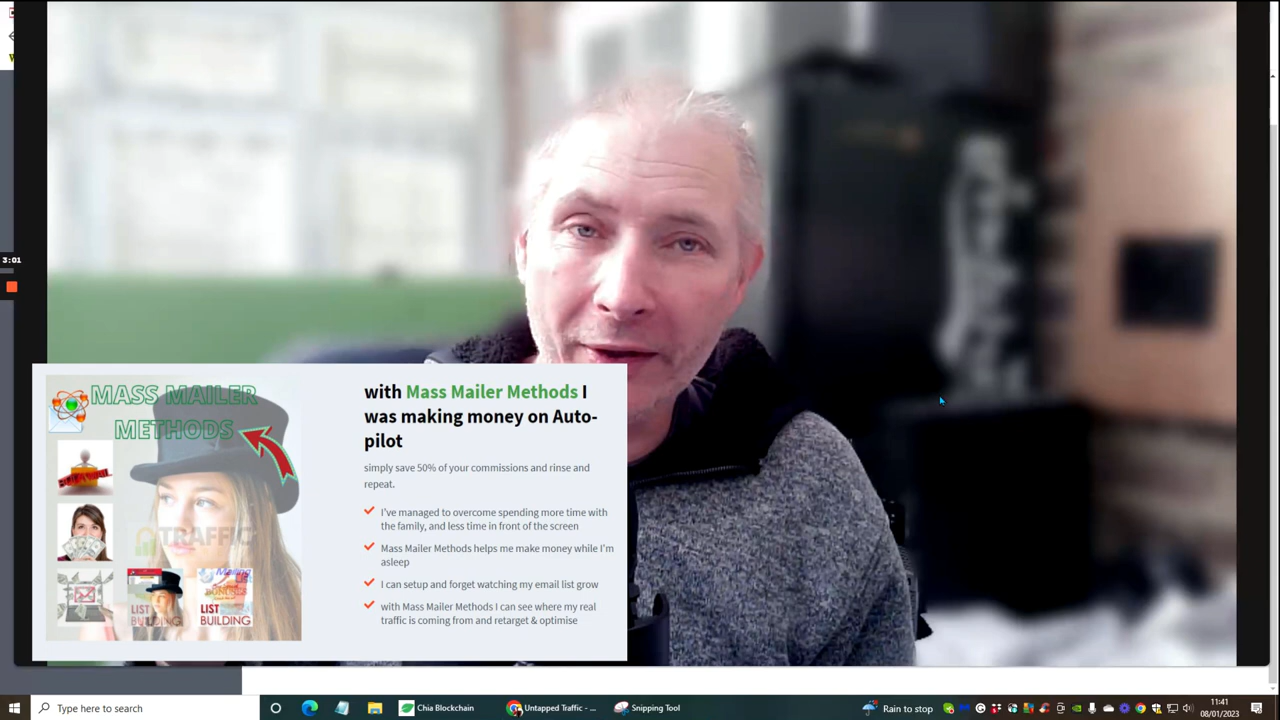 3:01
MASS MAILER
METHODS
TRAFFIC
LIST
BUILDING
LIST
BUILDING
with Mass Mailer Methods I
was making money on Auto-
pilot
simply save 50% of your commissions and rinse and
repeat.
I've managed to overcome spending more time with
the family, and less time in front of the screen
Mass Mailer Methods helps me make money while I'm
asleep
I can setup and forget watching my email list grow
with Mass Mailer Methods I can see where my real
traffic is coming from and retarget & optimise
Type here to search
Chia Blockchain
Untapped Traffic - ...
Snipping Tool
Rain to stop
11:41
08/01/2023